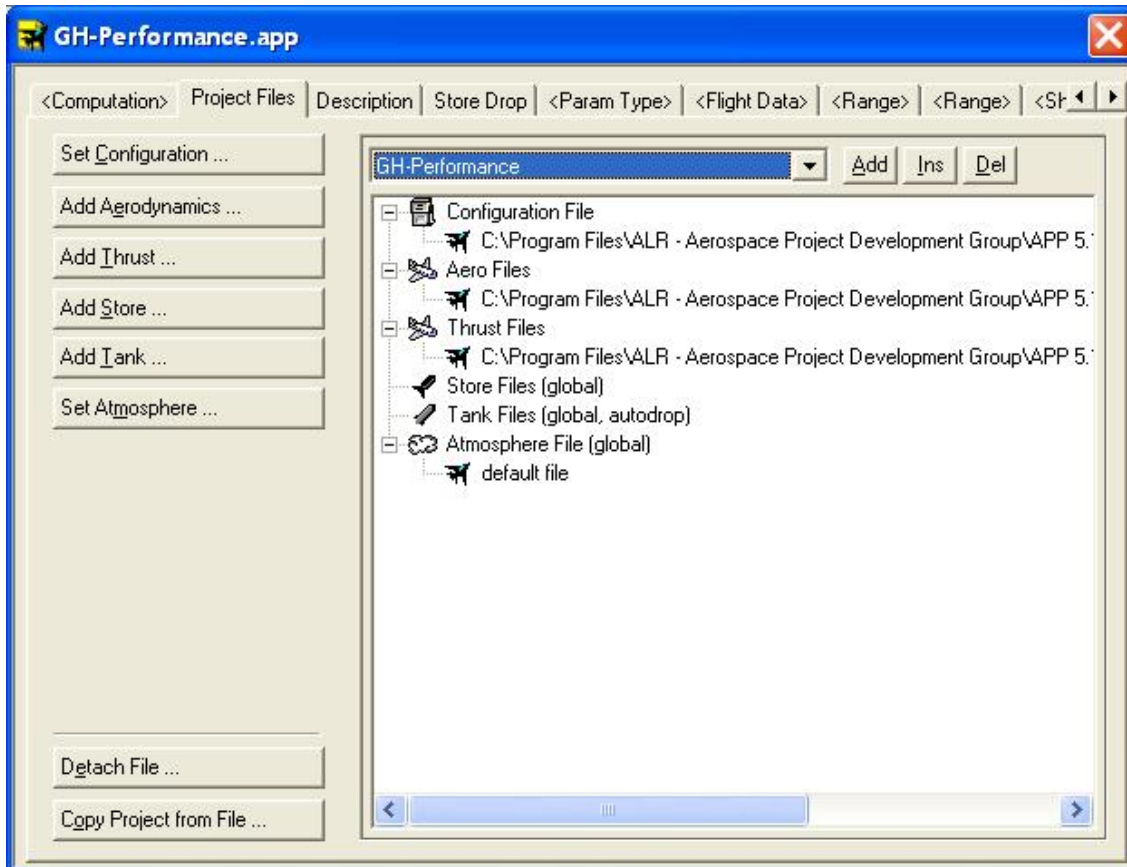 GH-Performance.app
<Computation> Project Files Description Store Drop <Param Type> <Flight Data> <Range> <Range>
Set Configuration ...
Add Aerodynamics ...
Add Thrust ...
Add Store ...
Add Tank ...
Set Atmosphere ...
Detach File ...
Copy Project from File ...
GH-Performance Add Ins Del
Configuration File
C:\Program Files\ALR - Aerospace Project Development Group\APP 5.
Aero Files
C:\Program Files\ALR - Aerospace Project Development Group\APP 5.
Thrust Files
C:\Program Files\ALR - Aerospace Project Development Group\APP 5.
Store Files (global)
Tank Files (global, autodrop)
Atmosphere File (global)
default file